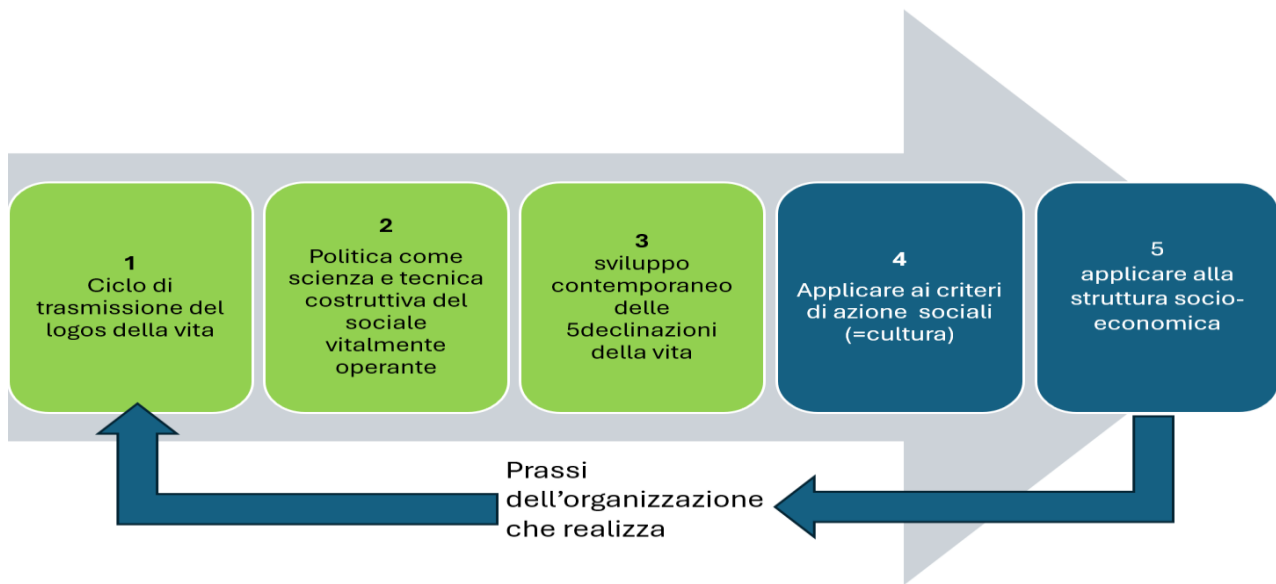 1
Ciclo di
trasmissione del
logos della vita
2
Politica come
scienza e tecnica
costruttiva del
sociale
vitalmente
operante
3
sviluppo
contemporaneo
delle
5declinazioni
della vita
4
Applicare ai criteri
di azione sociali
(=cultura)
5
applicare alla
struttura socio-
economica
Prassi
dell'organizzazione
che realizza